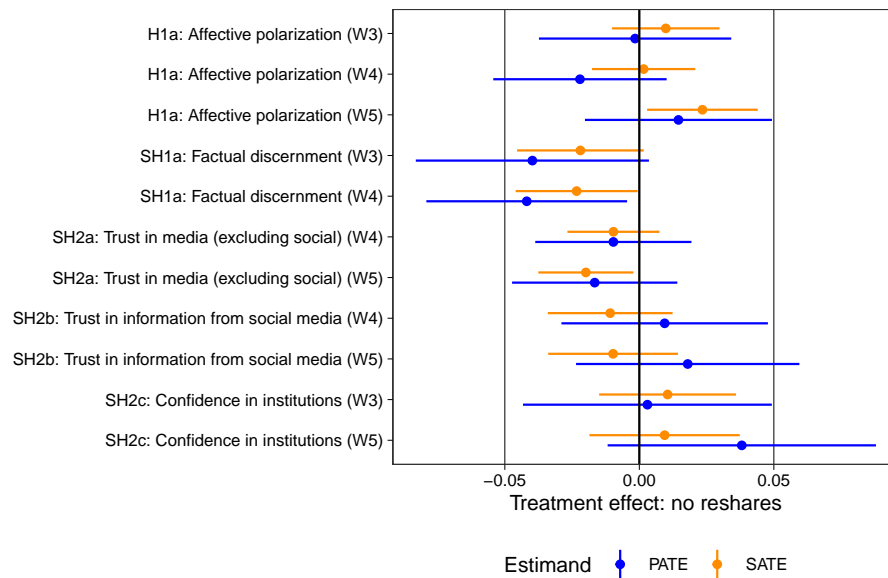 H1a: Affective polarization (W3)
H1a: Affective polarization (W4)
H1a: Affective polarization (W5)
SH1a: Factual discernment (W3)
SH1a: Factual discernment (W4)
SH2a: Trust in media (excluding social) (W4)
SH2a: Trust in media (excluding social) (W5)
SH2b: Trust in information from social media (W4)
SH2b: Trust in information from social media (W5)
SH2c: Confidence in institutions (W3)
SH2c: Confidence in institutions (W5)
−0.05 0.00 0.05
Treatment effect: no reshares
Estimand PATE SATE